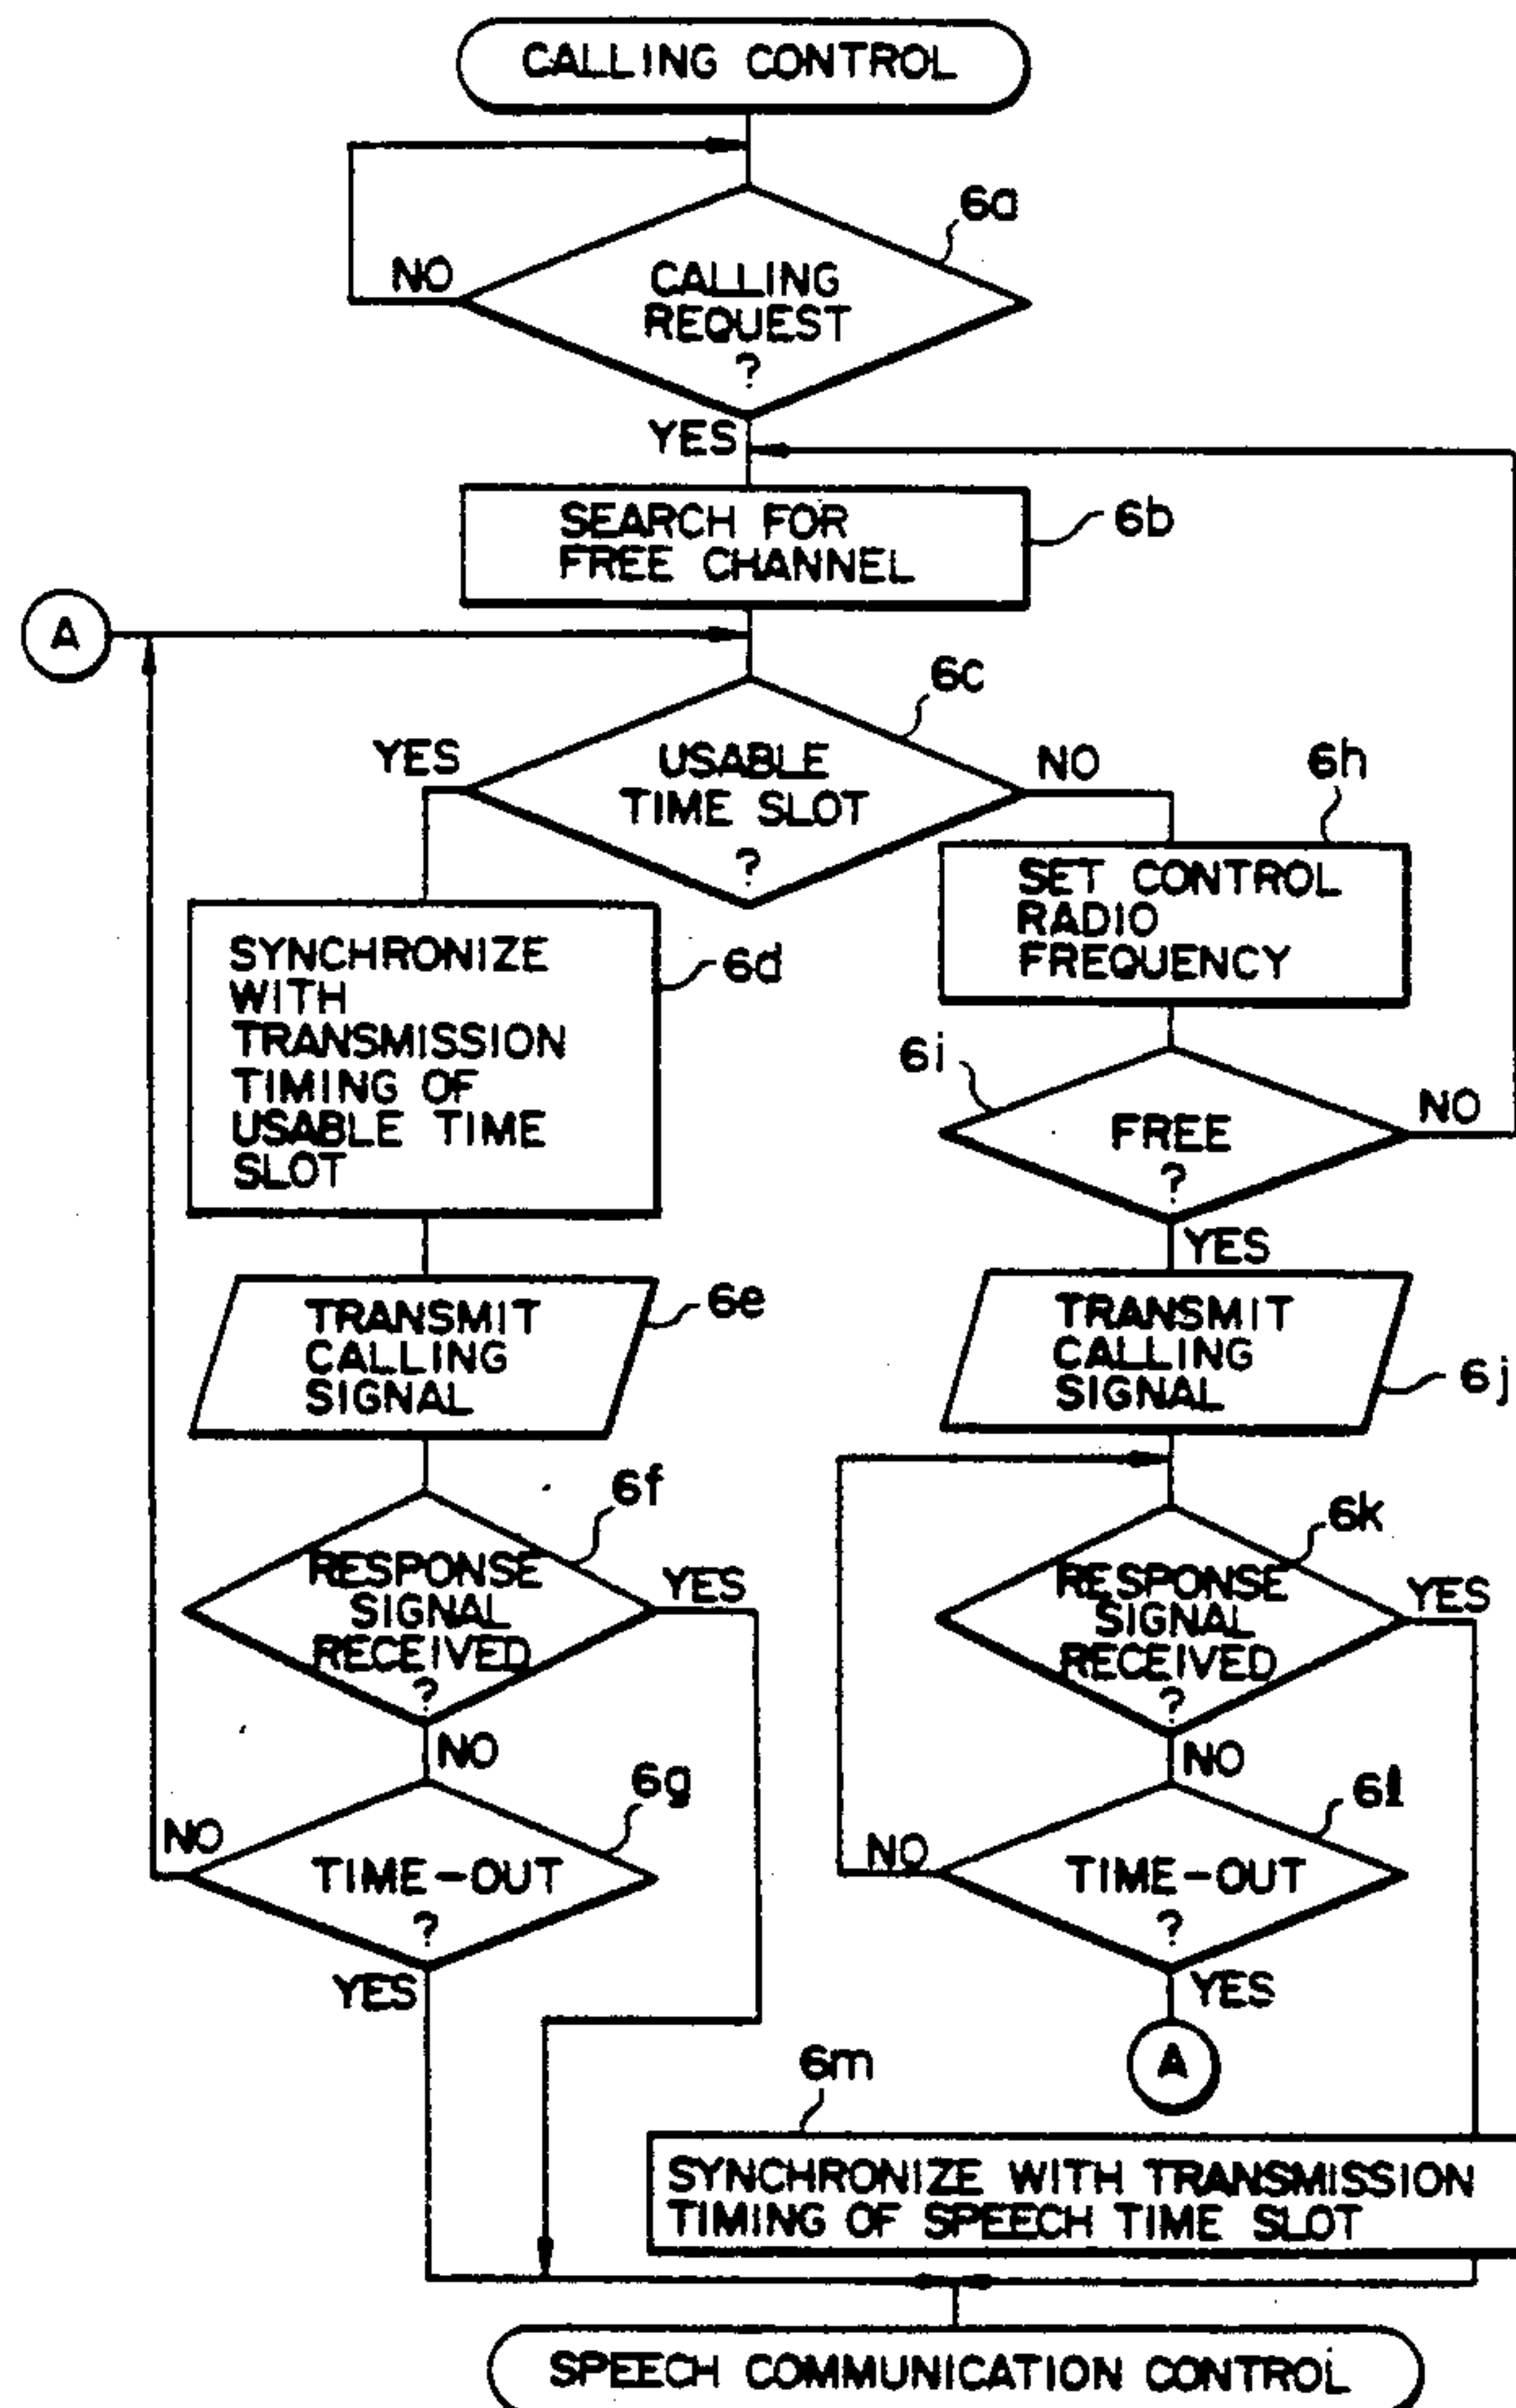 CALLING CONTROL
6a
NO
CALLING
REQUEST
?
YES
SEARCH FOR
FREE CHANNEL
6b
A
6c
YES
USABLE
TIME SLOT
?
NO
6h
SET CONTROL
RADIO
FREQUENCY
SYNCHRONIZE
WITH
TRANSMISSION
TIMING OF
USABLE TIME
SLOT
6d
6i
FREE
?
NO
YES
TRANSMIT
CALLING
SIGNAL
6e
TRANSMIT
CALLING
SIGNAL
6j
6f
RESPONSE
SIGNAL
RECEIVED
?
YES
NO
6k
RESPONSE
SIGNAL
RECEIVED
?
YES
NO
6g
NO
TIME-OUT
?
YES
6l
NO
TIME-OUT
?
YES
A
6m
SYNCHRONIZE WITH TRANSMISSION
TIMING OF SPEECH TIME SLOT
SPEECH COMMUNICATION CONTROL